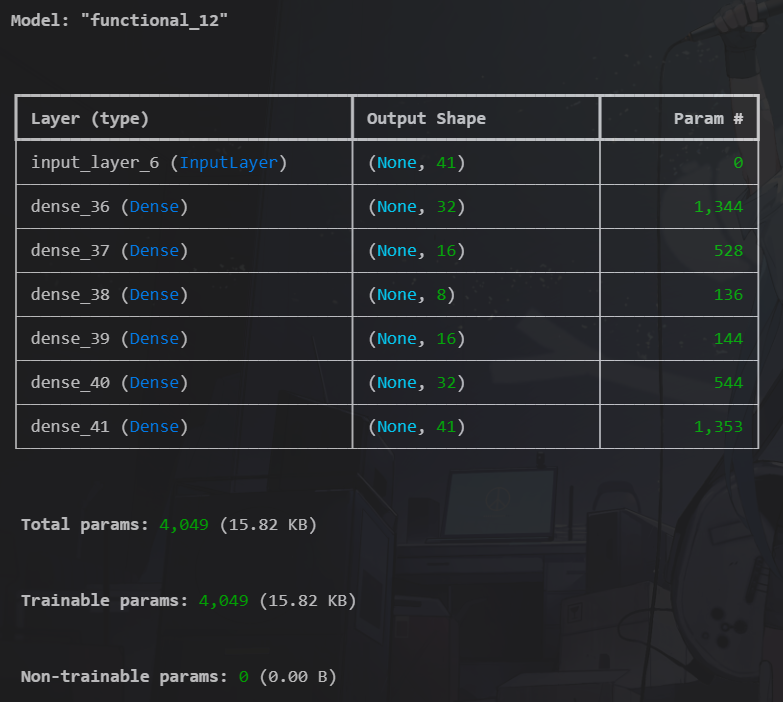 Model: "functional_12"
Layer (type) Output Shape Param #
input_layer_6 (InputLayer) (None, 41) 0
dense_36 (Dense) (None, 32) 1,344
dense_37 (Dense) (None, 16) 528
dense_38 (Dense) (None, 8) 136
dense_39 (Dense) (None, 16) 144
dense_40 (Dense) (None, 32) 544
dense_41 (Dense) (None, 41) 1,353
Total params: 4,049 (15.82 KB)
Trainable params: 4,049 (15.82 KB)
Non-trainable params: 0 (0.00 B)